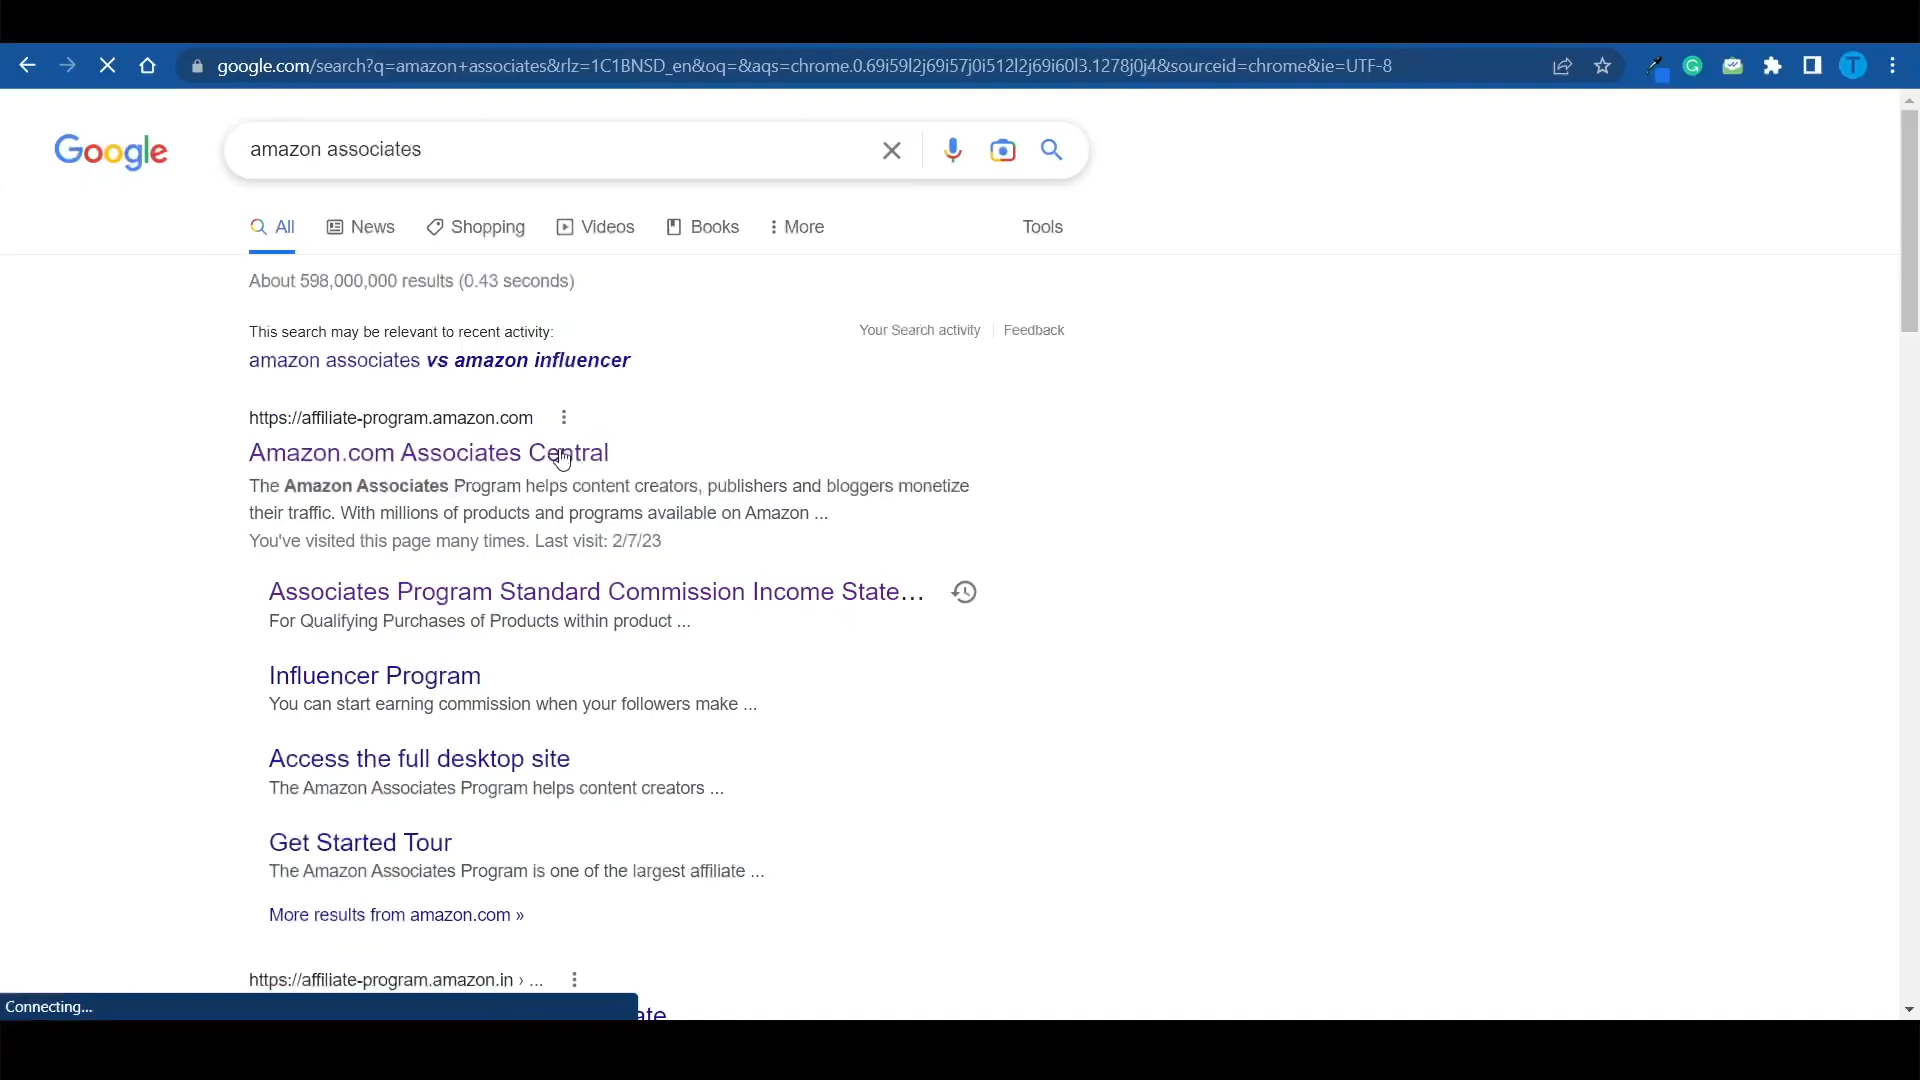 google.com/search?q=amazon+associates&rlz=1C1BNSD_en&oq=&aqs=chrome.0.69i59l2j69i57j0i512l2j69i60l3.1278j0j4&sourceid=chrome&ie=UTF-8
T
Google
amazon associates
All News Shopping Videos Books More Tools
About 598,000,000 results (0.43 seconds)
This search may be relevant to recent activity:
Your Search activity Feedback
amazon associates vs amazon influencer
https://affiliate-program.amazon.com
Amazon.com Associates Central
The Amazon Associates Program helps content creators, publishers and bloggers monetize
their traffic. With millions of products and programs available on Amazon ...
You've visited this page many times. Last visit: 2/7/23
Associates Program Standard Commission Income State...
For Qualifying Purchases of Products within product ...
Influencer Program
You can start earning commission when your followers make ...
Access the full desktop site
The Amazon Associates Program helps content creators ...
Get Started Tour
The Amazon Associates Program is one of the largest affiliate ...
More results from amazon.com »
https://affiliate-program.amazon.in › ...
Connecting...